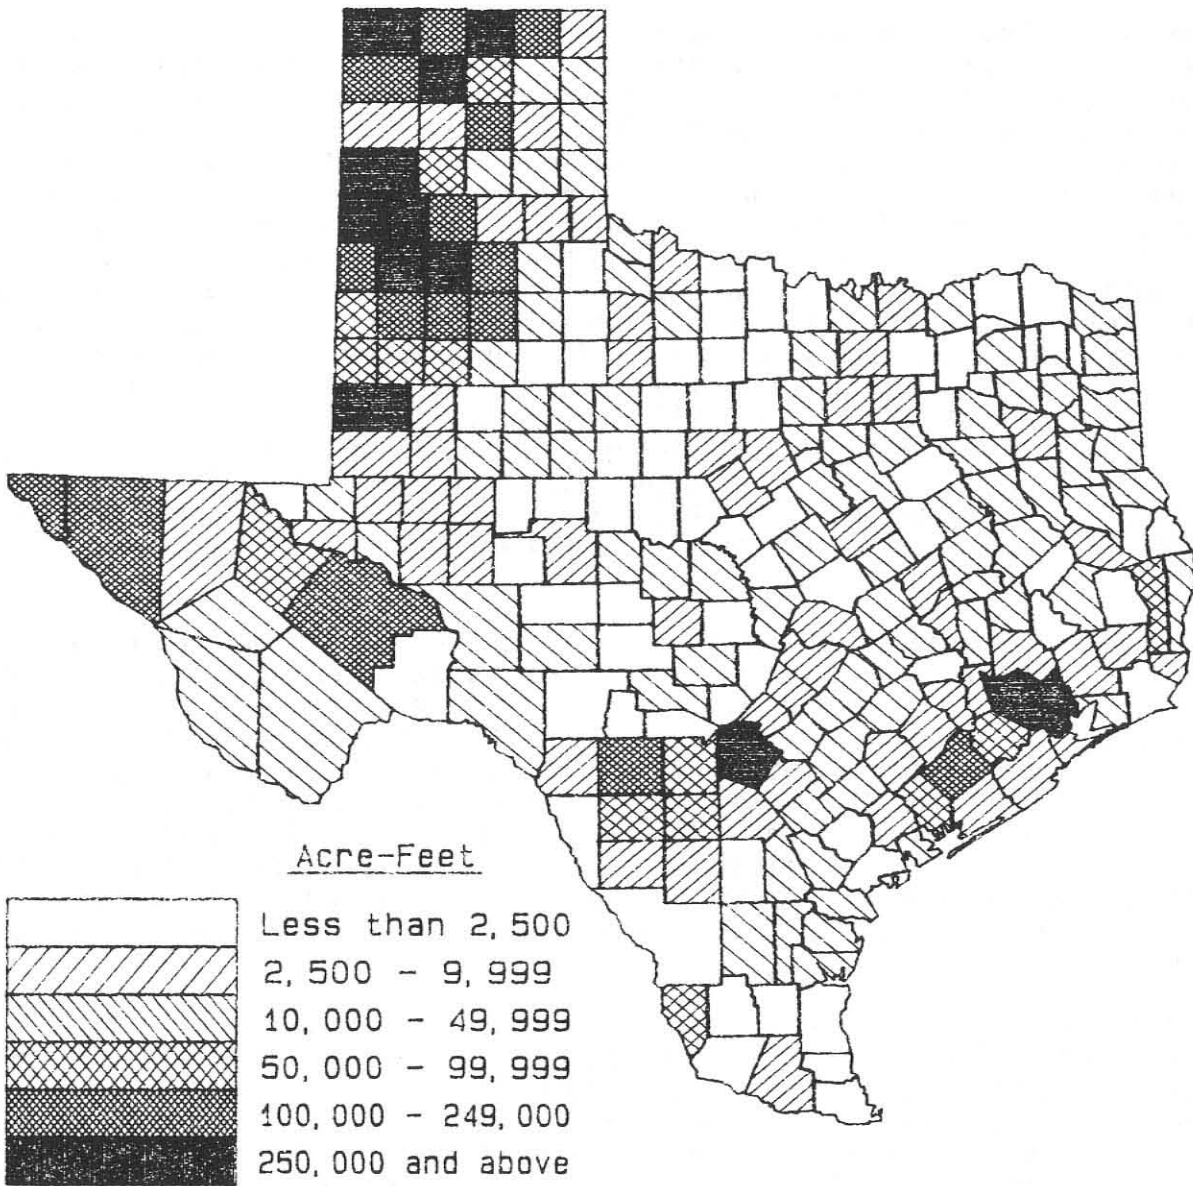 Acre-Feet
Less than 2,500
2,500 - 9,999
10,000 - 49,999
50,000 - 99,999
100,000 - 249,000
250,000 and above